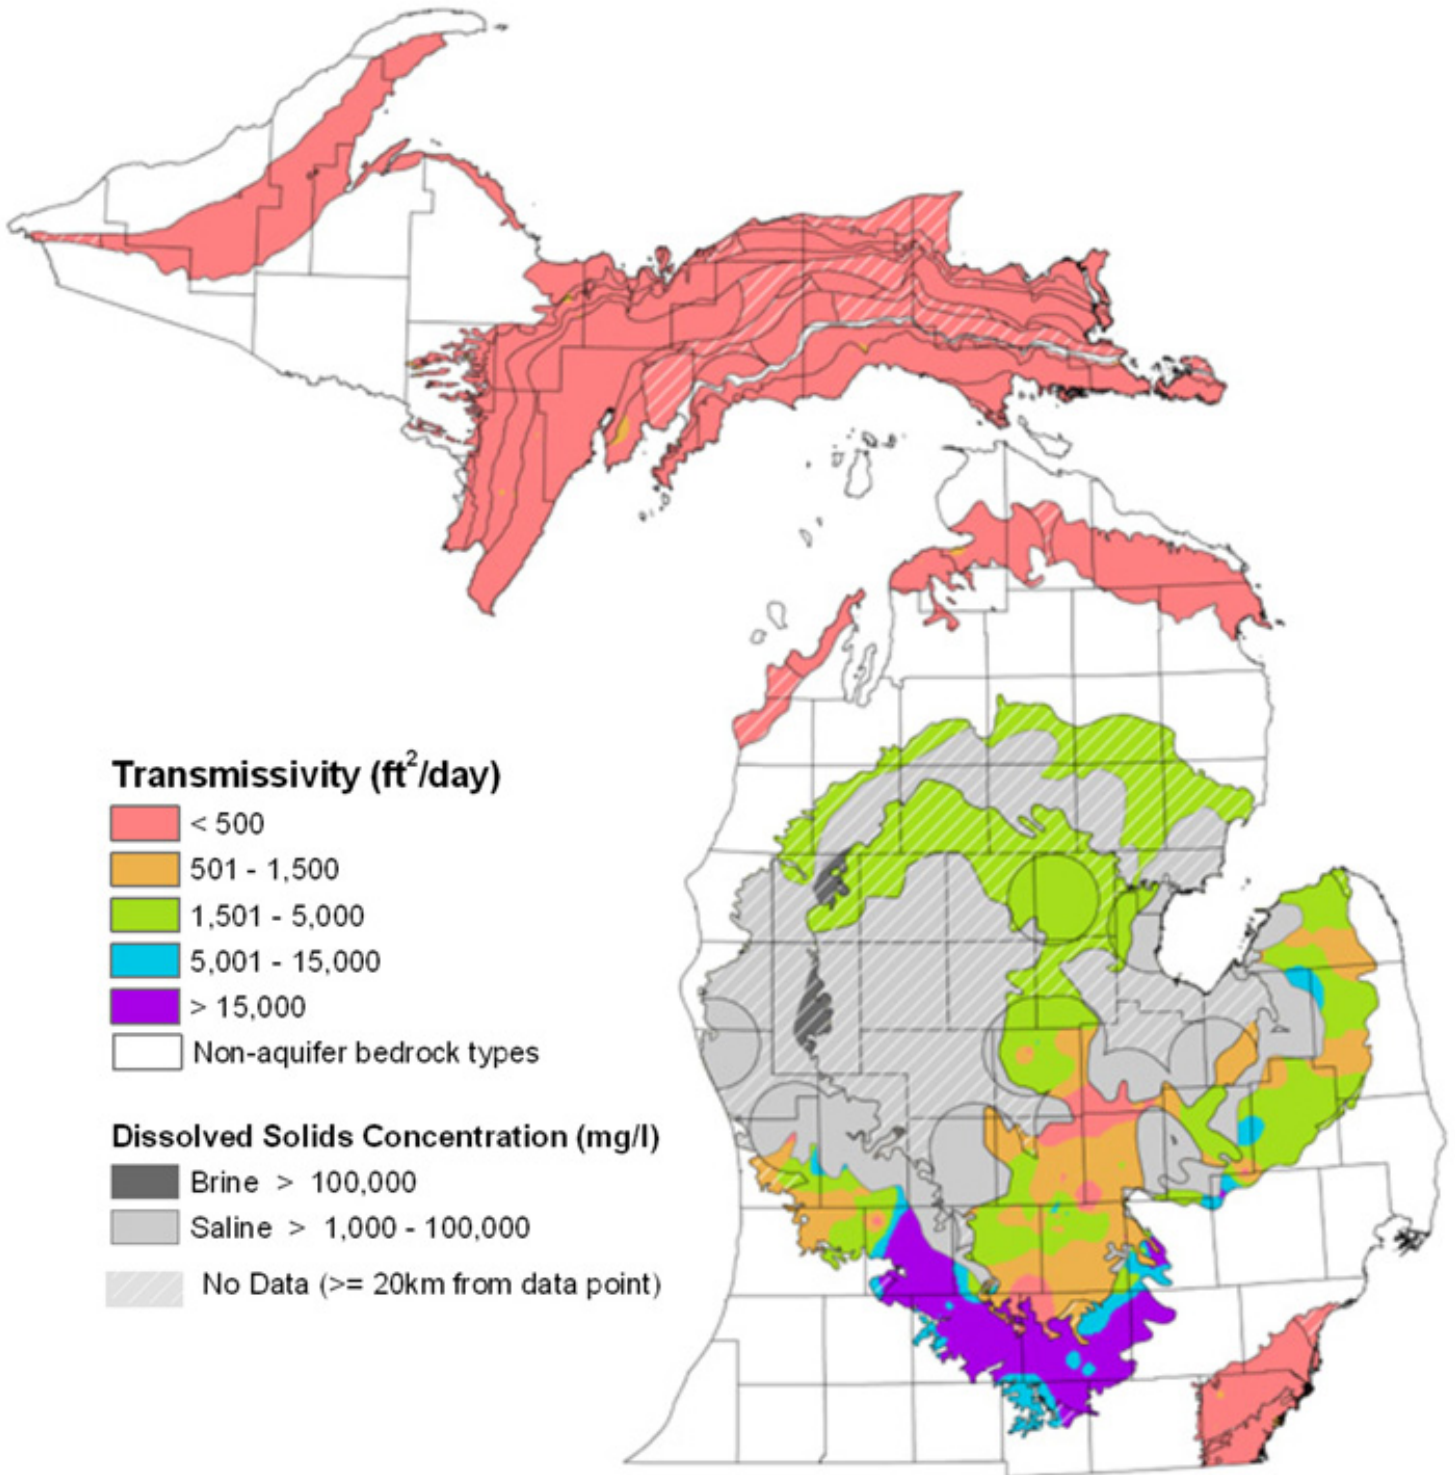 Transmissivity (ft²/day)
< 500
501 - 1,500
1,501 - 5,000
5,001 - 15,000
> 15,000
Non-aquifer bedrock types
Dissolved Solids Concentration (mg/l)
Brine > 100,000
Saline > 1,000 - 100,000
No Data (>= 20km from data point)